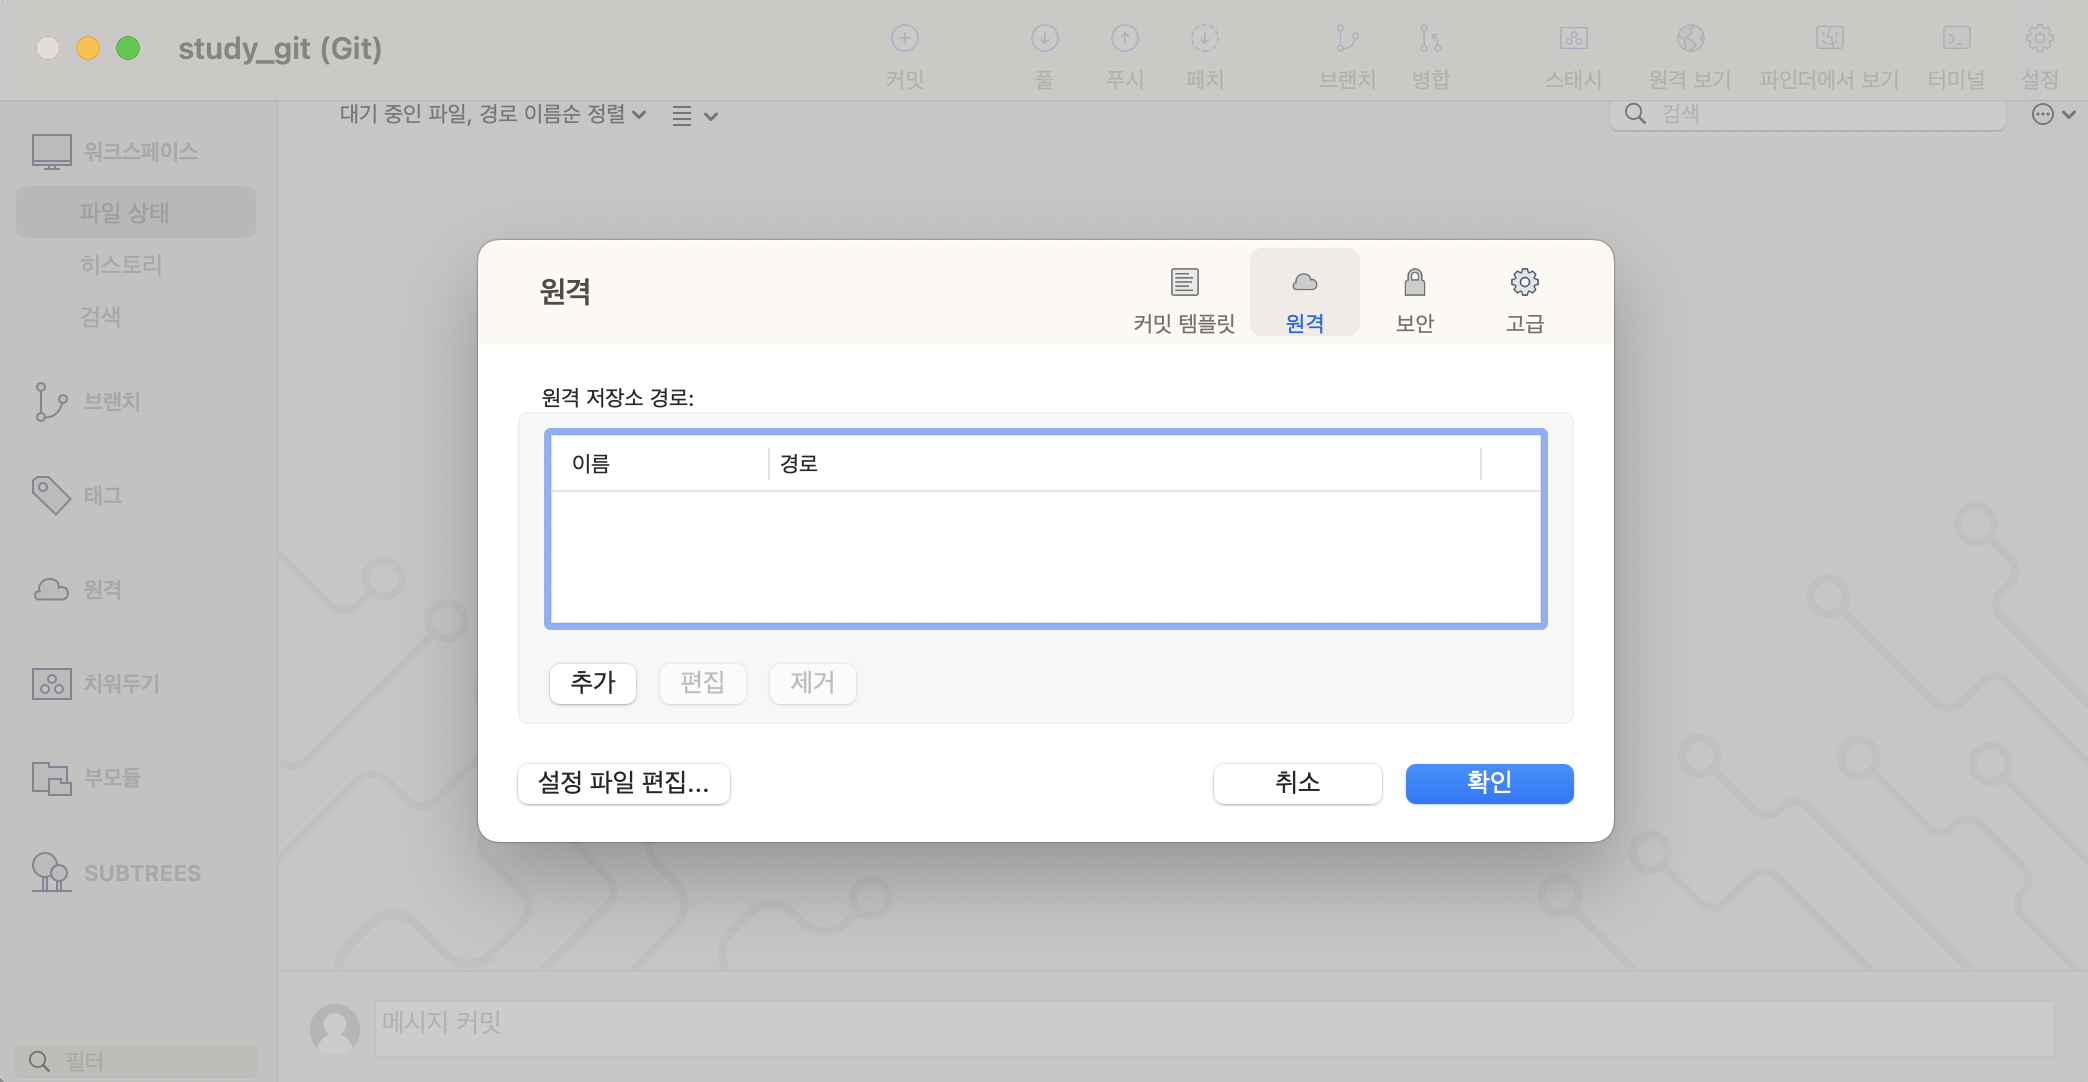 study_git (Git)
커밋
풀
푸시
페치
브랜치
병합
스태시
원격 보기
파인더에서 보기
터미널
설정
대기 중인 파일, 경로 이름순 정렬
검색
워크스페이스
파일 상태
히스토리
검색
브랜치
태그
원격
치워두기
부모듈
SUBTREES
필터
원격
커밋 템플릿
원격
보안
고급
원격 저장소 경로:
이름
경로
추가
편집
제거
설정 파일 편집...
취소
확인
메시지 커밋